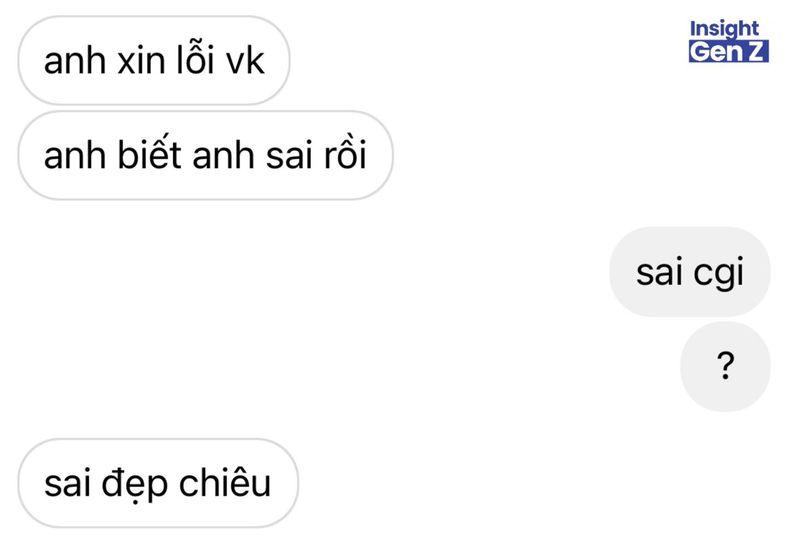 Insight
Gen Z
anh xin lỗi vk
anh biết anh sai rồi
sai cgi
?
sai đẹp chiêu